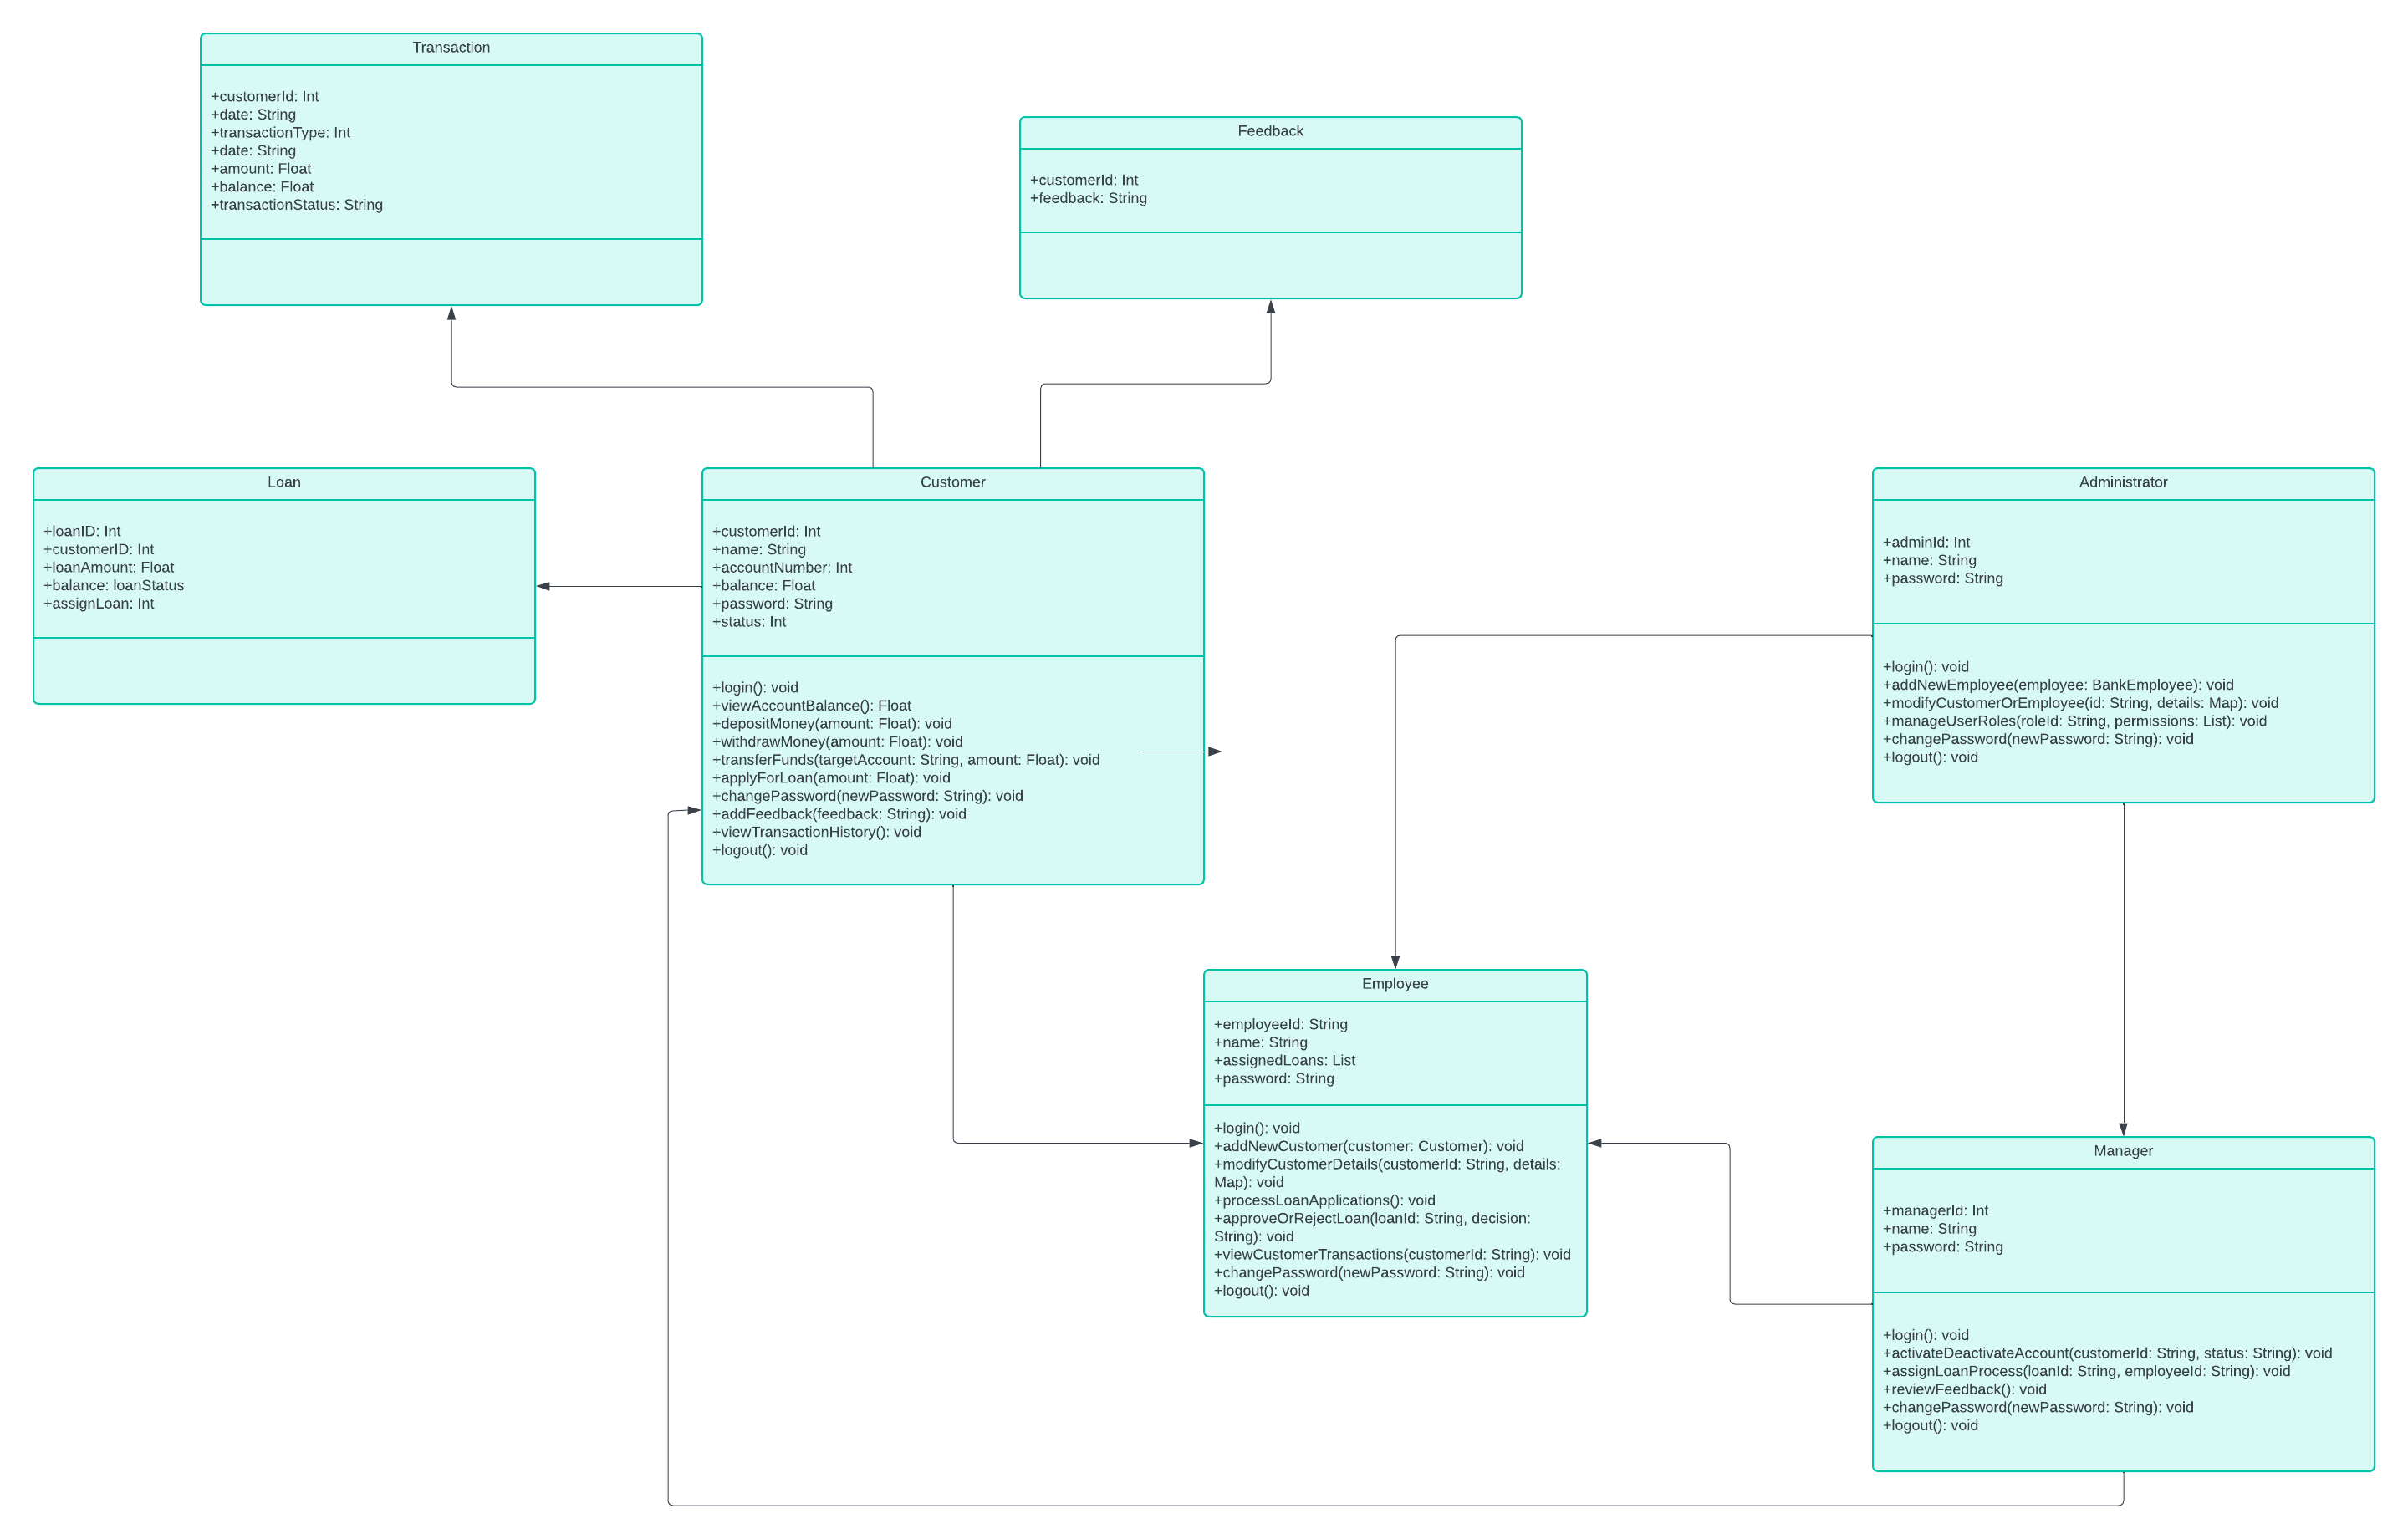 Transaction
+customerId: Int
+date: String
+transactionType: Int
+date: String
+amount: Float
+balance: Float
+transactionStatus: String
Feedback
+customerId: Int
+feedback: String
Loan
+loanID: Int
+customerID: Int
+loanAmount: Float
+balance: loanStatus
+assignLoan: Int
Customer
+customerId: Int
+name: String
+accountNumber: Int
+balance: Float
+password: String
+status: Int
+login(): void
+viewAccountBalance(): Float
+depositMoney(amount: Float): void
+withdrawMoney(amount: Float): void
+transferFunds(targetAccount: String, amount: Float): void
+applyForLoan(amount: Float): void
+changePassword(newPassword: String): void
+addFeedback(feedback: String): void
+viewTransactionHistory(): void
+logout(): void
Administrator
+adminId: Int
+name: String
+password: String
+login(): void
+addNewEmployee(employee: BankEmployee): void
+modifyCustomerOrEmployee(id: String, details: Map): void
+manageUserRoles(roleId: String, permissions: List): void
+changePassword(newPassword: String): void
+logout(): void
Employee
+employeeId: String
+name: String
+assignedLoans: List
+password: String
+login(): void
+addNewCustomer(customer: Customer): void
+modifyCustomerDetails(customerId: String, details:
Map): void
+processLoanApplications(): void
+approveOrRejectLoan(loanId: String, decision:
String): void
+viewCustomerTransactions(customerId: String): void
+changePassword(newPassword: String): void
+logout(): void
Manager
+managerId: Int
+name: String
+password: String
+login(): void
+activateDeactivateAccount(customerId: String, status: String): void
+assignLoanProcess(loanId: String, employeeId: String): void
+reviewFeedback(): void
+changePassword(newPassword: String): void
+logout(): void